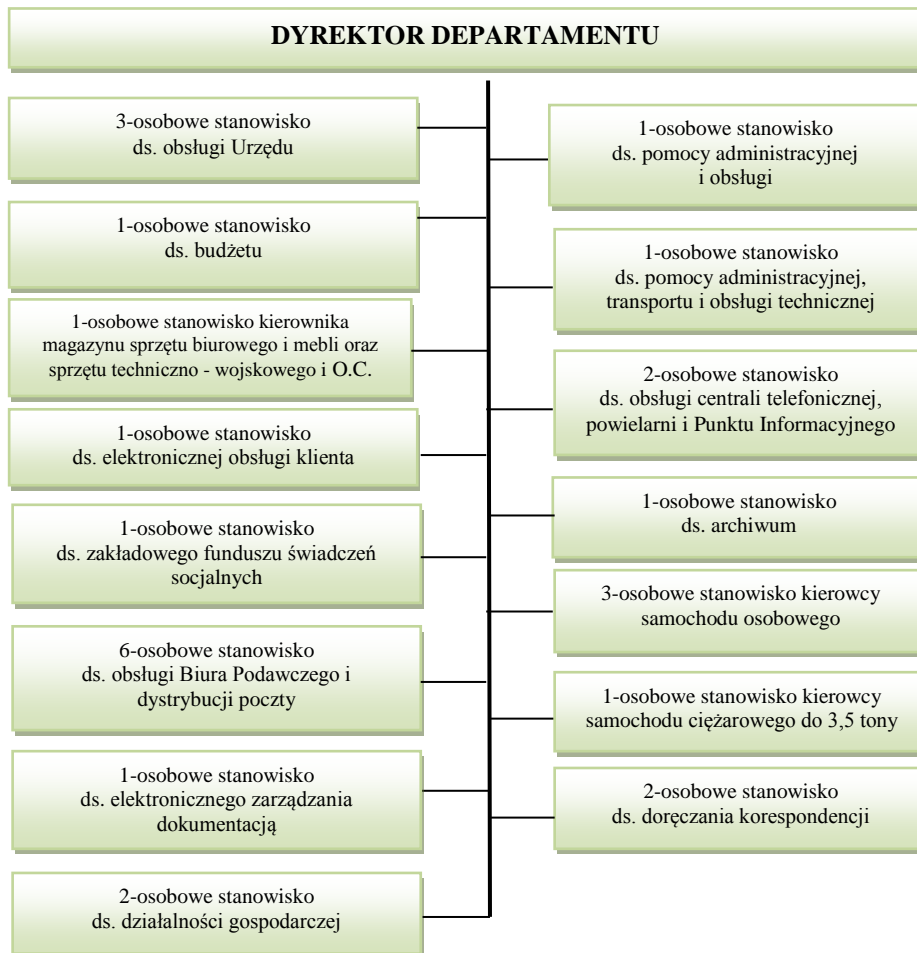 DYREKTOR DEPARTAMENTU
3-osobowe stanowisko
ds. obsługi Urzędu
1-osobowe stanowisko
ds. budżetu
1-osobowe stanowisko kierownika
magazynu sprzętu biurowego i mebli oraz
sprzętu techniczno - wojskowego i O.C.
1-osobowe stanowisko
ds. elektronicznej obsługi klienta
1-osobowe stanowisko
ds. zakładowego funduszu świadczeń
socjalnych
6-osobowe stanowisko
ds. obsługi Biura Podawczego i
dystrybucji poczty
1-osobowe stanowisko
ds. elektronicznego zarządzania
dokumentacją
2-osobowe stanowisko
ds. działalności gospodarczej
1-osobowe stanowisko
ds. pomocy administracyjnej
i obsługi
1-osobowe stanowisko
ds. pomocy administracyjnej,
transportu i obsługi technicznej
2-osobowe stanowisko
ds. obsługi centrali telefonicznej,
powielarni i Punktu Informacyjnego
1-osobowe stanowisko
ds. archiwum
3-osobowe stanowisko kierowcy
samochodu osobowego
1-osobowe stanowisko kierowcy
samochodu ciężarowego do 3,5 tony
2-osobowe stanowisko
ds. doręczania korespondencji